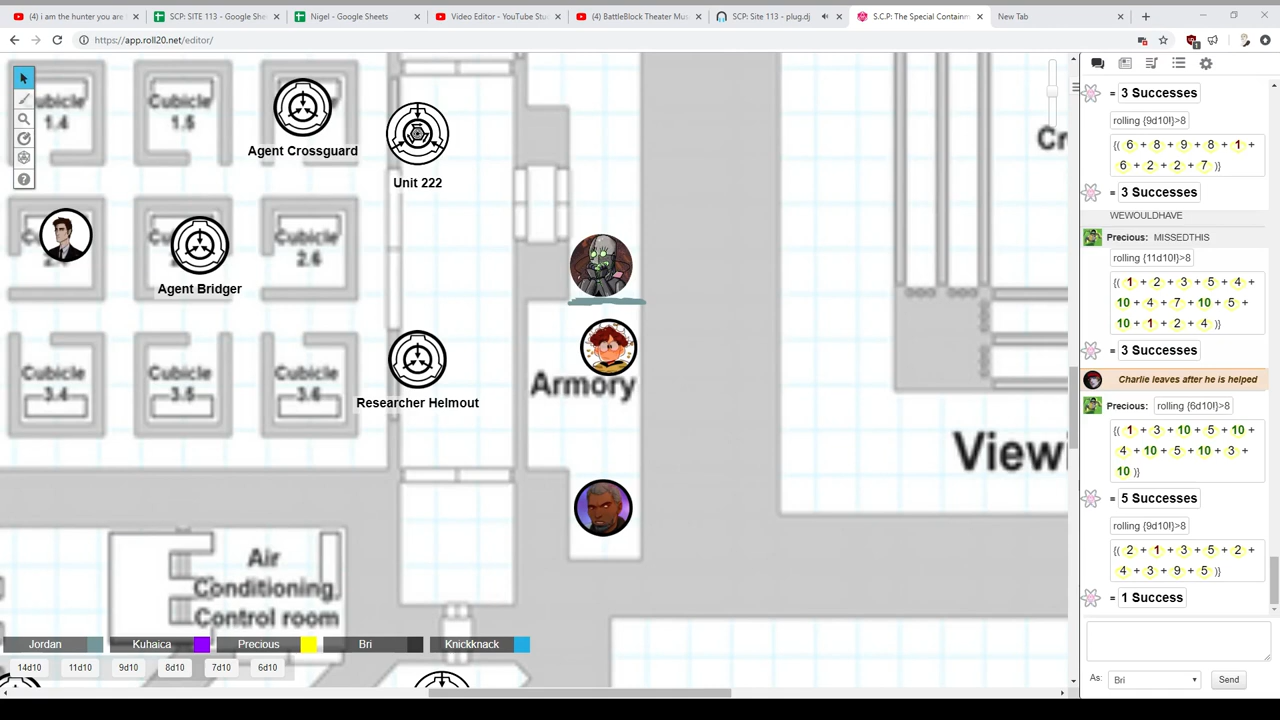 (4) i am the hunter you are
SCP: SITE 113 - Google Shee
Nigel - Google Sheets
Video Editor - YouTube Stu
(4) BattleBlock Theater Mus
SCP: Site 113 - plug.dj
S.C.P: The Special Containm
New Tab
https://app.roll20.net/editor/
Cubicle
1.4
Cubicle
1.5
Agent Crossguard
Unit 222
Agent Bridger
Cubicle
2.6
Researcher Helmout
Armory
Cubicle
3.4
Cubicle
3.5
Cubicle
3.6
Viewi
Air
Conditioning
Control room
Jordan
Kuhaica
Precious
Bri
Knickknack
14d10
11d10
9d10
8d10
7d10
6d10
= 3 Successes
rolling {9d10!}>8
{( 6 + 8 + 9 + 8 + 1 +
6 + 2 + 2 + 7 )}
= 3 Successes
WEWOULDHAVE
Precious: MISSEDTHIS
rolling {11d10!}>8
{( 1 + 2 + 3 + 5 + 4 +
10 + 4 + 7 + 10 + 5 +
10 + 1 + 2 + 4 )}
= 3 Successes
Charlie leaves after he is helped
Precious: rolling {6d10!}>8
{( 1 + 3 + 10 + 5 + 10 +
4 + 10 + 5 + 10 + 3 +
10 )}
= 5 Successes
rolling {9d10!}>8
{( 2 + 1 + 3 + 5 + 2 +
4 + 3 + 9 + 5 )}
= 1 Success
As:
Bri
Send